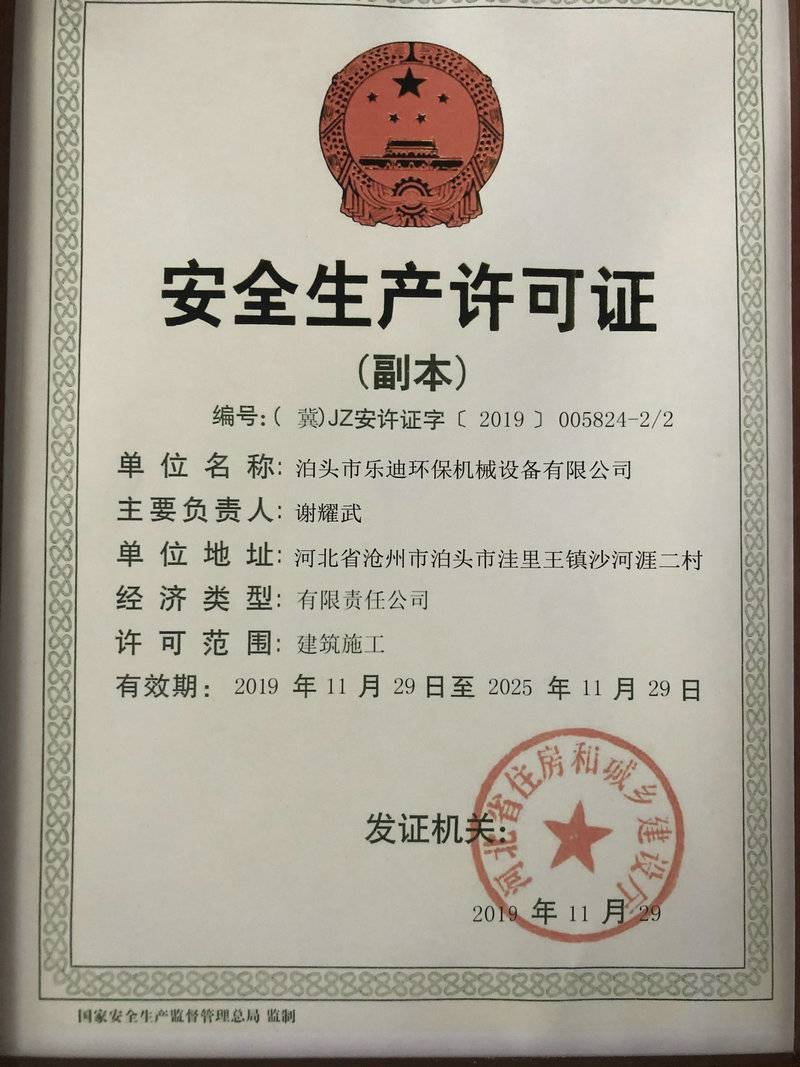 安全生产许可证
(副本)
编号:(冀)JZ安许证字〔2019〕005824-2/2
单位名称:泊头市乐迪环保机械设备有限公司
主要负责人:谢耀武
单位地址:河北省沧州市泊头市洼里王镇沙河涯二村
经济类型:有限责任公司
许可范围:建筑施工
有效期:2019年11月29日至2025年11月29日
河北省住房和城乡建设厅
发证机关:
2019年11月29
国家安全生产监督管理总局 监制